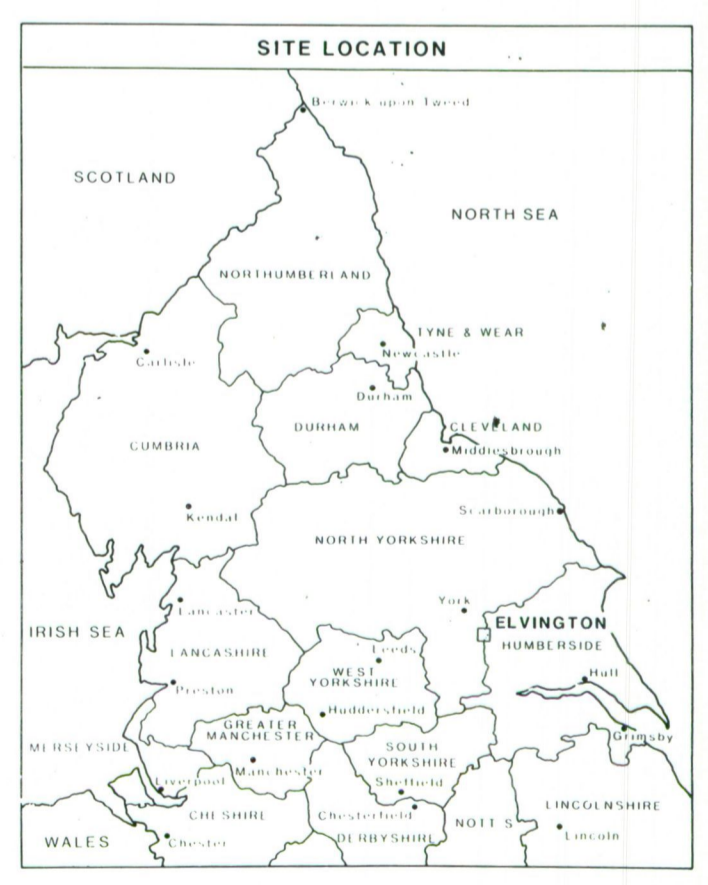 SITE LOCATION
Berwick upon Tweed
SCOTLAND
NORTH SEA
NORTHUMBERLAND
TYNE & WEAR
Newcastle
Carlisle
Durham
DURHAM
CLEVELAND
CUMBRIA
Middlesbrough
Kendal
Scarborough
NORTH YORKSHIRE
York
Lancaster
ELVINGTON
IRISH SEA
HUMBERSIDE
LANCASHIRE
Leeds
WEST
YORKSHIRE
Hull
Preston
Huddersfield
GREATER
MANCHESTER
Grimsby
MERSEYSIDE
SOUTH
YORKSHIRE
Manchester
Liverpool
Sheffield
LINCOLNSHIRE
CHESHIRE
Chesterfield
NOTTS
Lincoln
WALES
Chester
DERBYSHIRE